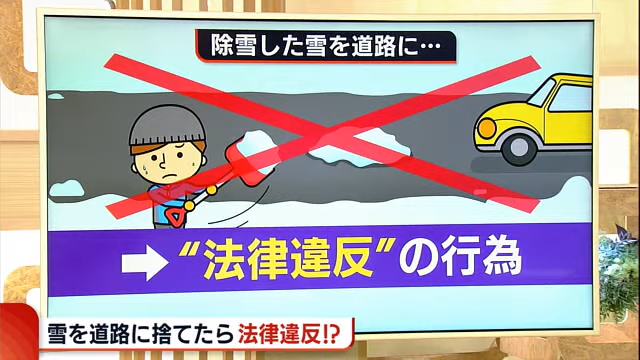 除雪した雪を道路に…
➡“法律違反”の行為
雪を道路に捨てたら法律違反!?